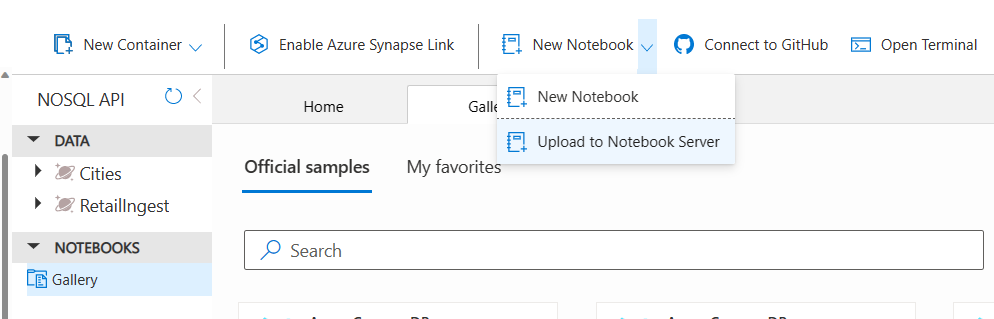 New Container
Enable Azure Synapse Link
New Notebook
Connect to GitHub
Open Terminal
NOSQL API
Home
New Notebook
DATA
Upload to Notebook Server
Cities
Official samples
My favorites
RetailIngest
NOTEBOOKS
Search
Gallery